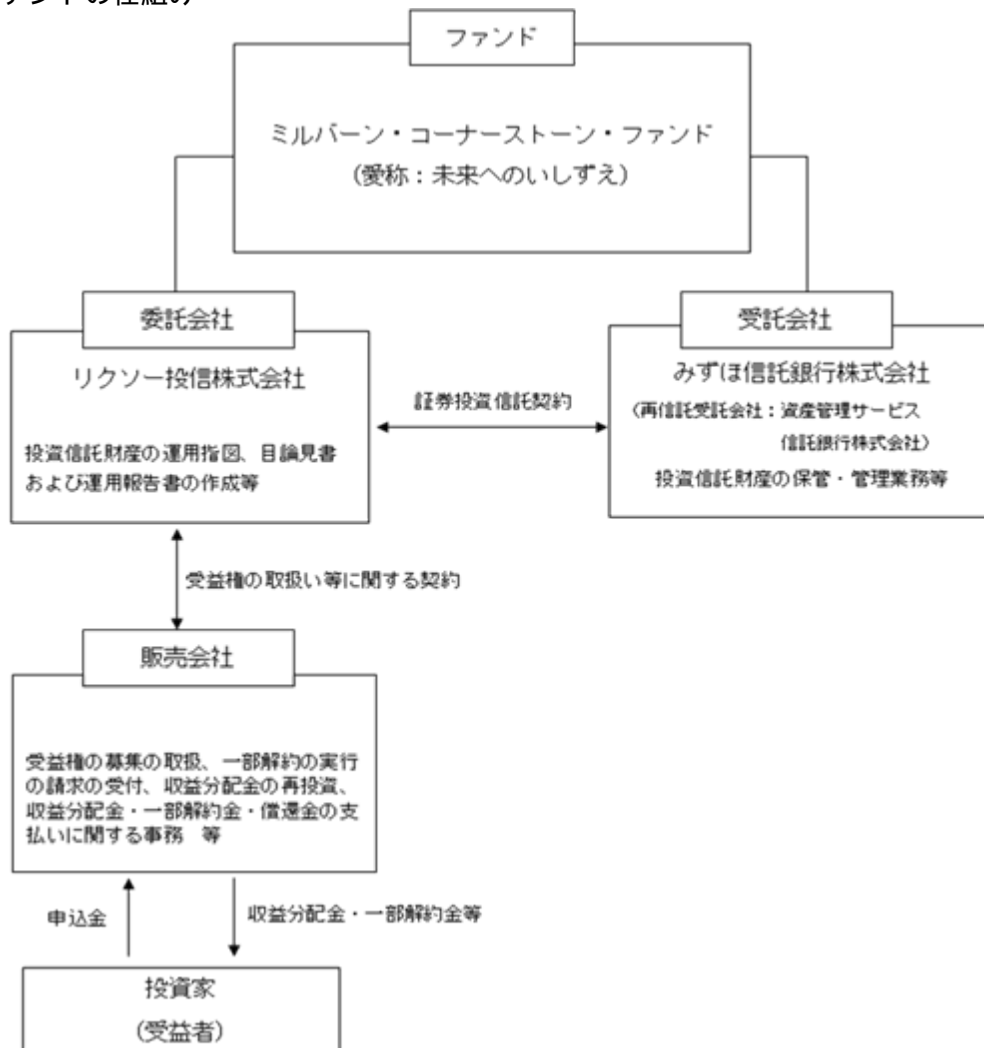 ァンドの仕組み
ファンド
ミルバーン・コーナーストーン・ファンド
(愛称：未来へのいしずえ)
委託会社
リクソー投信株式会社
投資信託財産の運用指図、目論見書
および運用報告書の作成等
証券投資信託契約
受託会社
みずほ信託銀行株式会社
(再信託受託会社：資産管理サービス
信託銀行株式会社)
投資信託財産の保管・管理業務等
受益権の取扱い等に関する契約
販売会社
受益権の募集の取扱、一部解約の実行
の請求の受付、収益分配金の再投資、
収益分配金・一部解約金・償還金の支
払いに関する事務　等
申込金
収益分配金・一部解約金等
投資家
(受益者)